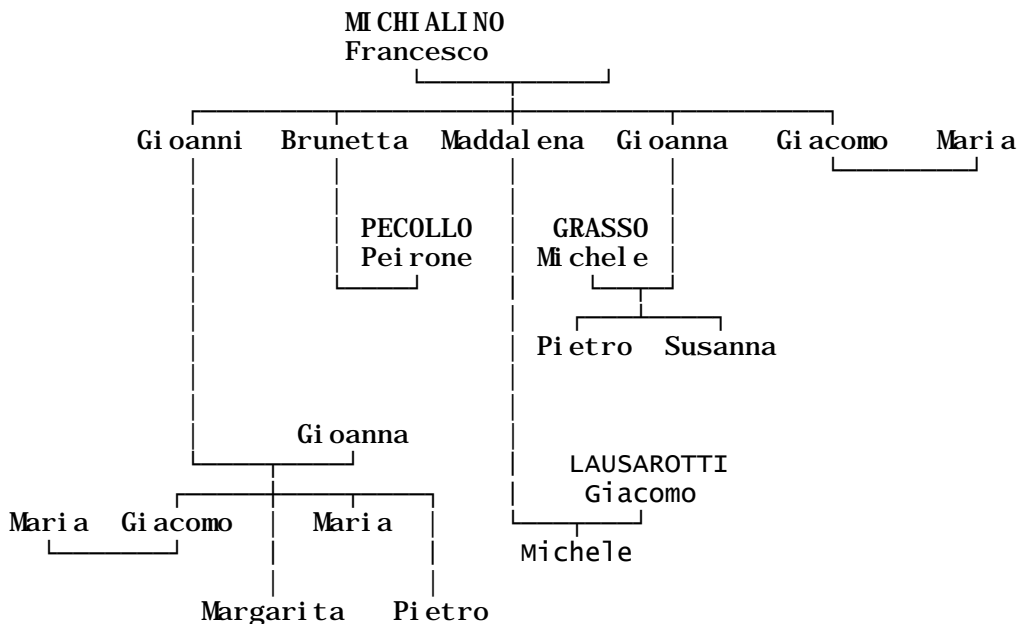 MICHIALINO
Francesco
Gioanni Brunetta Maddalena Gioanna Giacomo Maria
PECOLLO GRASSO
Peirone Michele
Pietro Susanna
Gioanna
LAUSAROTTI
Giacomo
Maria Giacomo Maria
Michele
Margarita Pietro